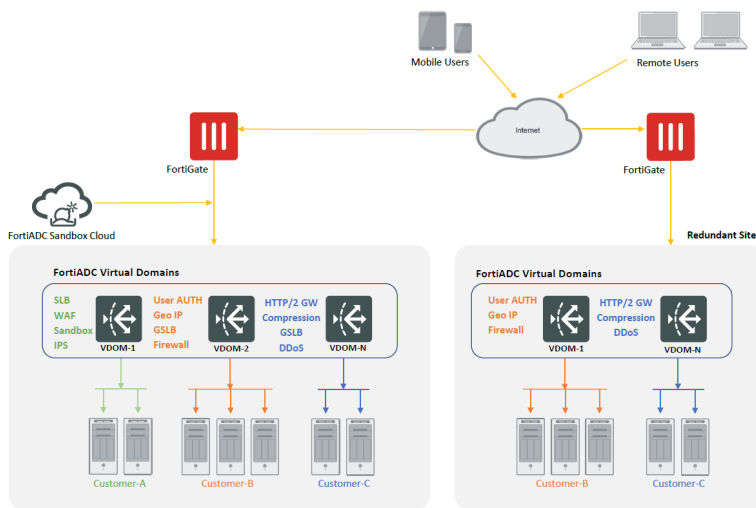 Mobile Users
Remote Users
Internet
FortiGate
FortiGate
FortiADC Sandbox Cloud
Redundant Site
FortiADC Virtual Domains
SLB
WAF
Sandbox
IPS
VDOM-1
User AUTH
Geo IP
GSLB
Firewall
VDOM-2
HTTP/2 GW
Compression
GSLB
DDoS
VDOM-N
Customer-A
Customer-B
Customer-C
FortiADC Virtual Domains
User AUTH
Geo IP
Firewall
VDOM-1
HTTP/2 GW
Compression
DDoS
VDOM-N
Customer-B
Customer-C